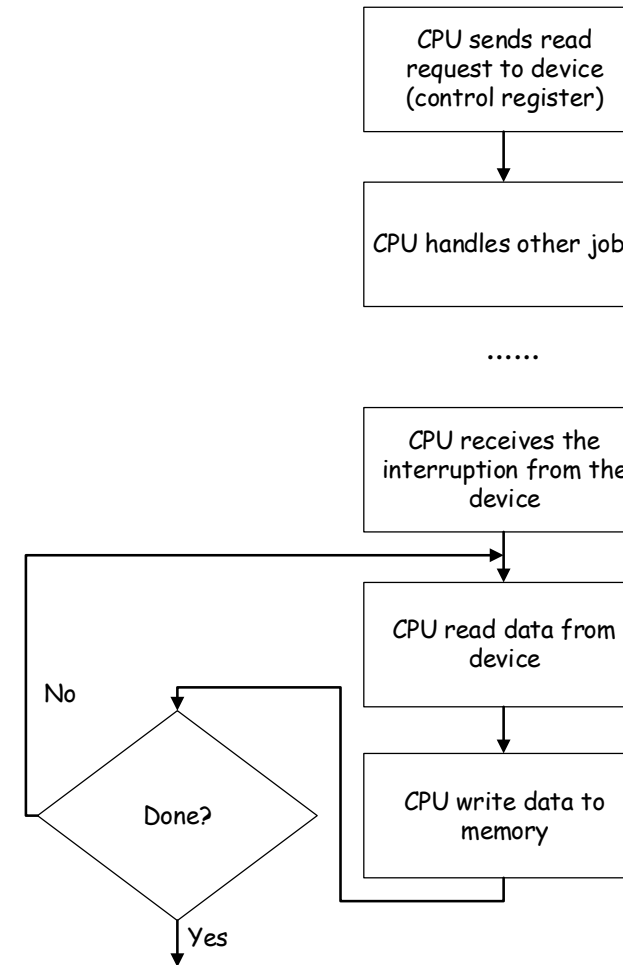 CPU sends read
request to device
(control register)
CPU handles other job
......
CPU receives the
interruption from the
device
CPU read data from
device
No
CPU write data to
memory
Done?
Yes